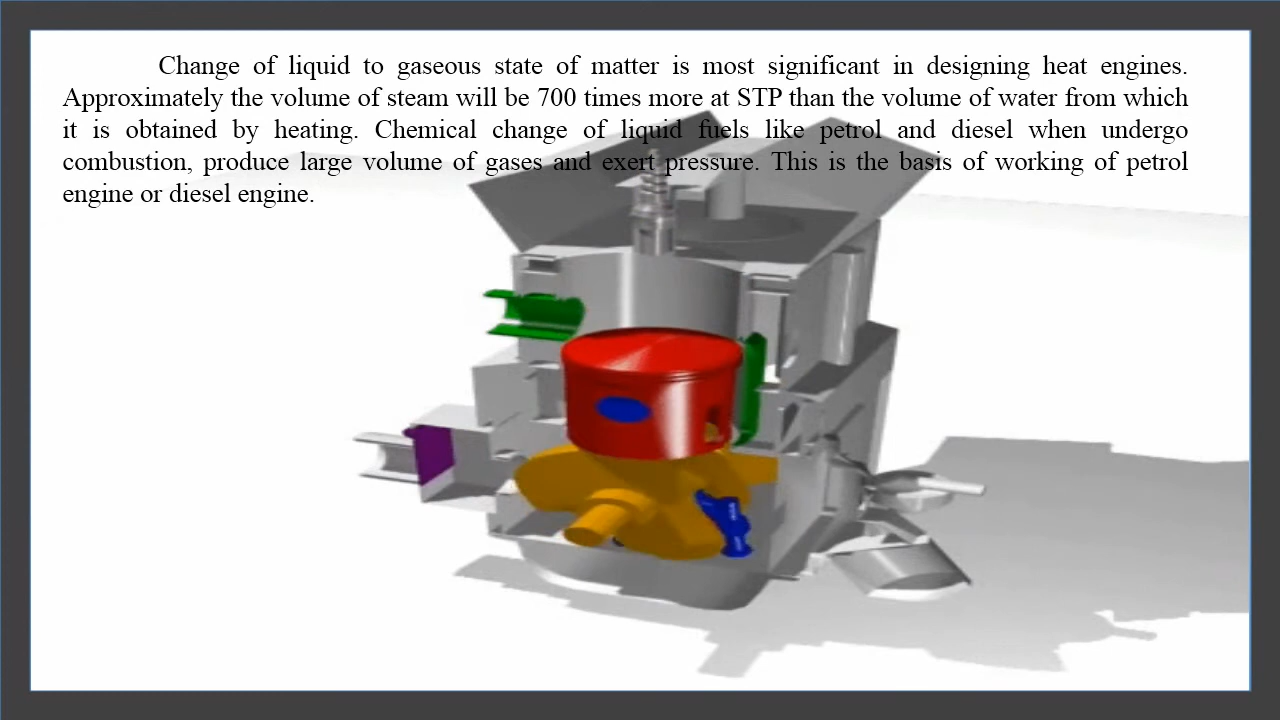 Change of liquid to gaseous state of matter is most significant in designing heat engines.
Approximately the volume of steam will be 700 times more at STP than the volume of water from which
it is obtained by heating. Chemical change of liquid fuels like petrol and diesel when undergo
combustion, produce large volume of gases and exert pressure. This is the basis of working of petrol
engine or diesel engine.